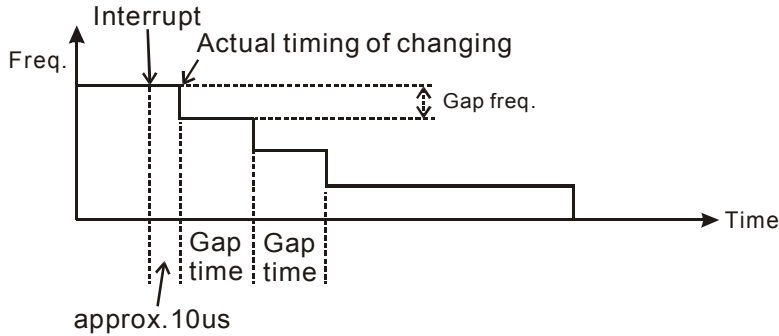 Interrupt
Actual timing of changing
Freq.
Gap freq.
Time
Gap
time
Gap
time
approx.10us